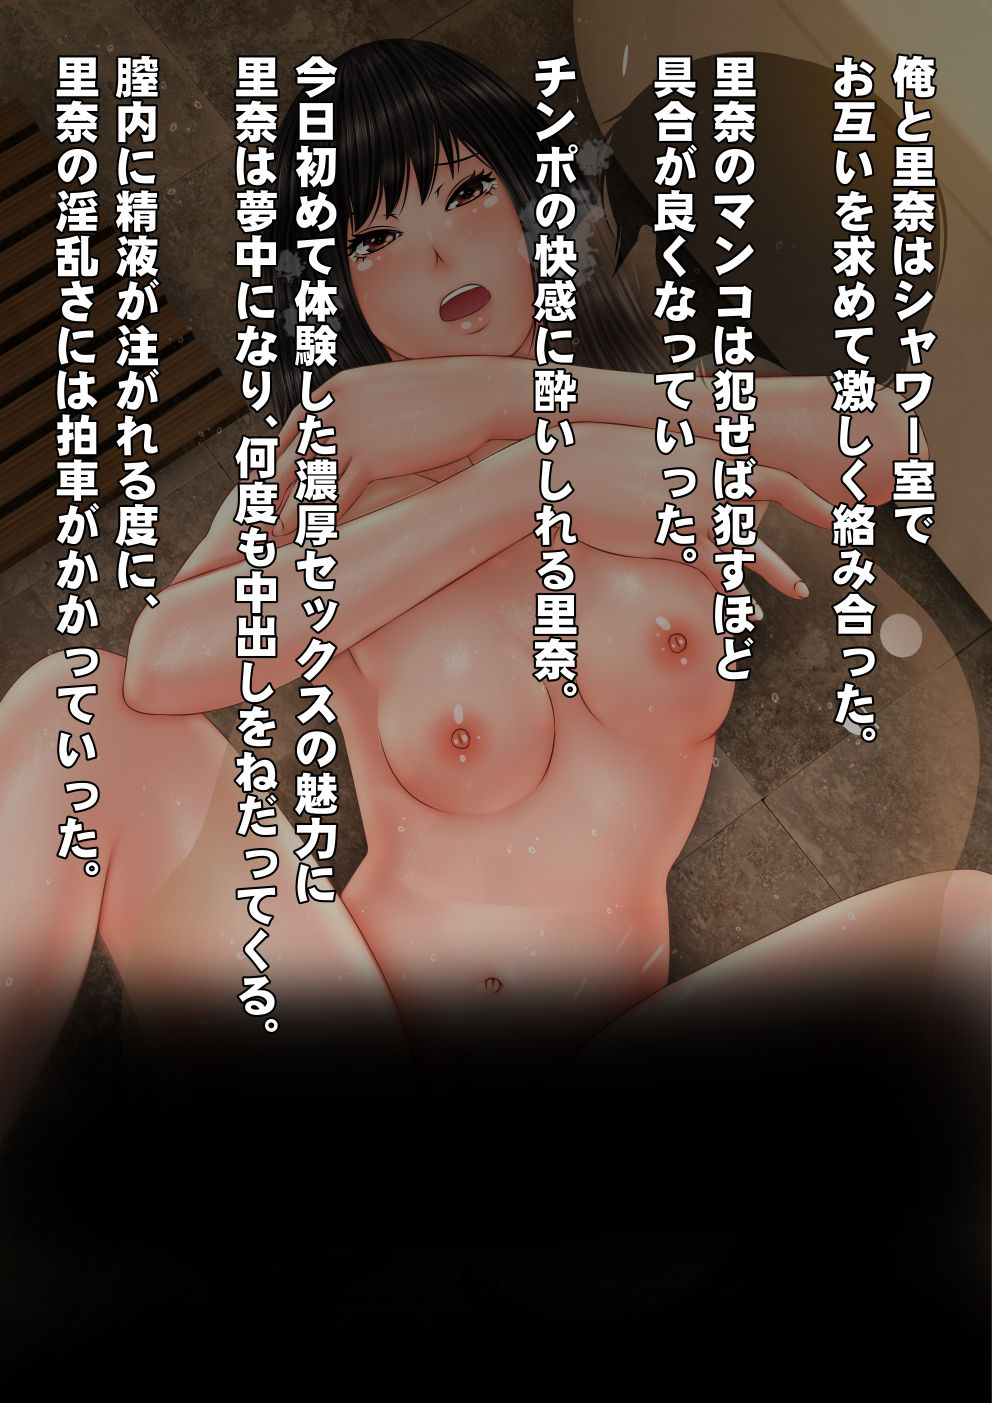 俺と里奈はシャワー室で
お互いを求めて激しく絡み合った。
里奈のマンコは犯せば犯すほど
具合が良くなっていった。
チンポの快感に酔いしれる里奈。
今日初めて体験した濃厚セックスの魅力に
里奈は夢中になり、何度も中出しをねだってくる。
膣内に精液が注がれる度に、
里奈の淫乱さには拍車がかかっていった。